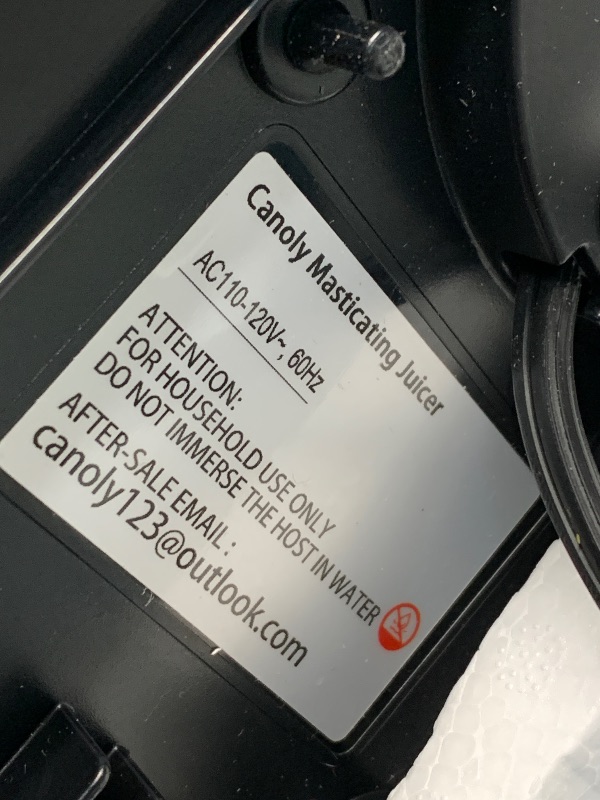 Canoly Masticating Juicer
AC110-120V~, 60Hz
ATTENTION:
FOR HOUSEHOLD USE ONLY
DO NOT IMMERSE THE HOST IN WATER
AFTER-SALE EMAIL:
canoly123@outlook.com